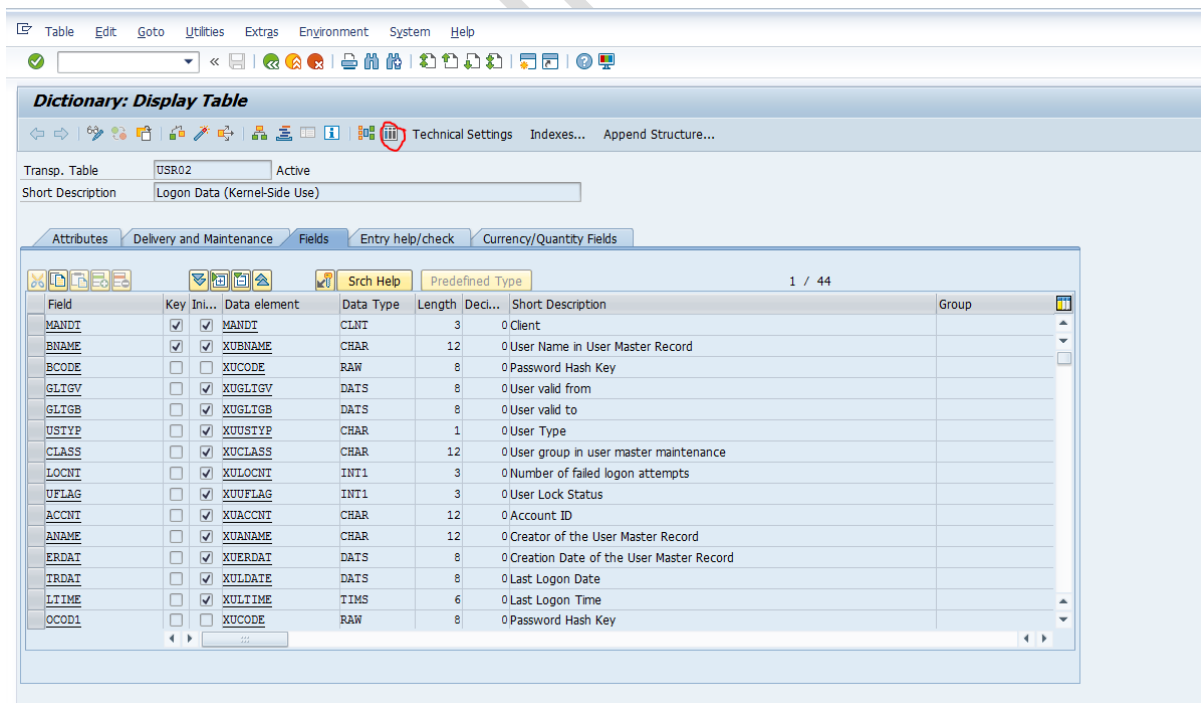 Table Edit Goto Utilities Extras Environment System Help
Dictionary: Display Table
Technical Settings Indexes... Append Structure...
Transp. Table USR02 Active
Short Description Logon Data (Kernel-Side Use)
Attributes Delivery and Maintenance Fields Entry help/check Currency/Quantity Fields
Srch Help Predefined Type 1 / 44
Field Key Ini... Data element Data Type Length Deci... Short Description Group
MANDT MANDT CLNT 3 0 Client
BNAME XUBNAME CHAR 12 0 User Name in User Master Record
BCODE XUCODE RAW 8 0 Password Hash Key
GLTGV XUGLTGV DATS 8 0 User valid from
GLTGB XUGLTGB DATS 8 0 User valid to
USTYP XUUSTYP CHAR 1 0 User Type
CLASS XUCLASS CHAR 12 0 User group in user master maintenance
LOCNT XULOCNT INT1 3 0 Number of failed logon attempts
UFLAG XUUFLAG INT1 3 0 User Lock Status
ACCNT XUACCNT CHAR 12 0 Account ID
ANAME XUANAME CHAR 12 0 Creator of the User Master Record
ERDAT XUERDAT DATS 8 0 Creation Date of the User Master Record
TRDAT XULDATE DATS 8 0 Last Logon Date
LTIME XULTIME TIMS 6 0 Last Logon Time
OCOD1 XUCODE RAW 8 0 Password Hash Key